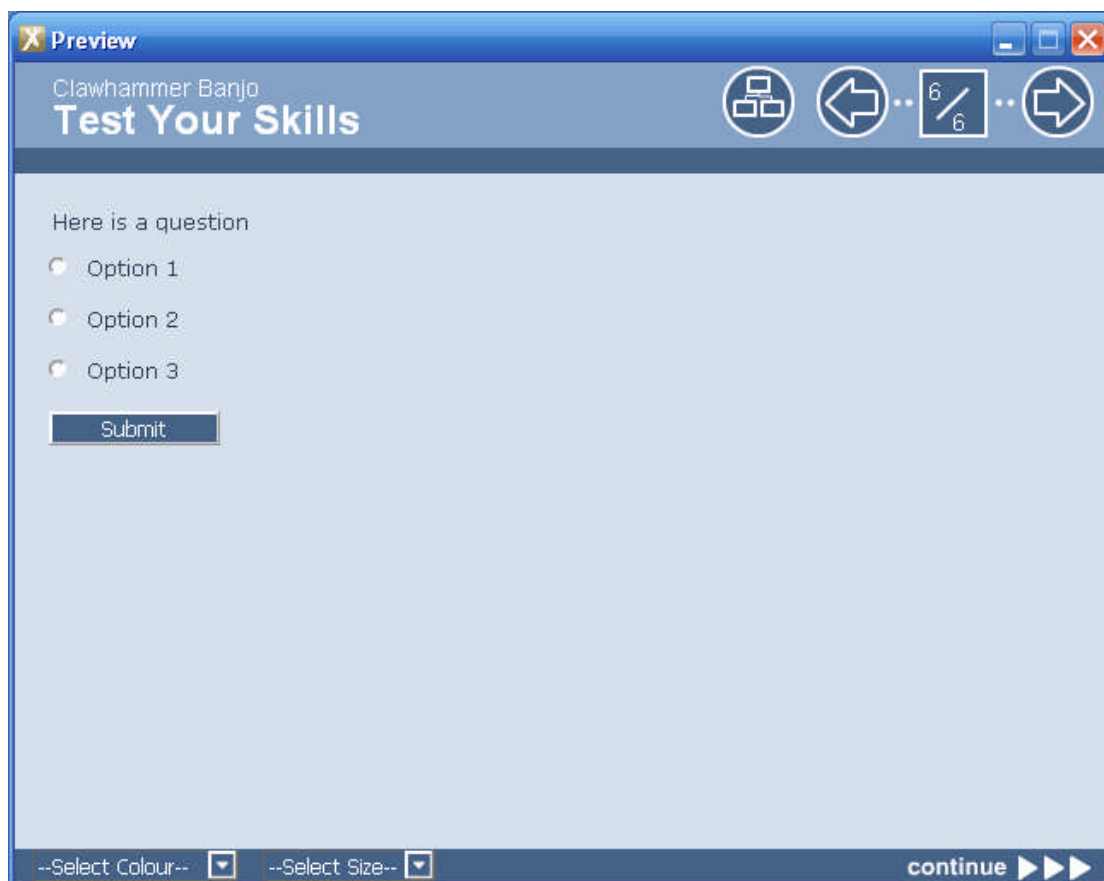 Preview
Clawhammer Banjo
Test Your Skills
6/6
Here is a question
Option 1
Option 2
Option 3
Submit
--Select Colour-- --Select Size-- continue